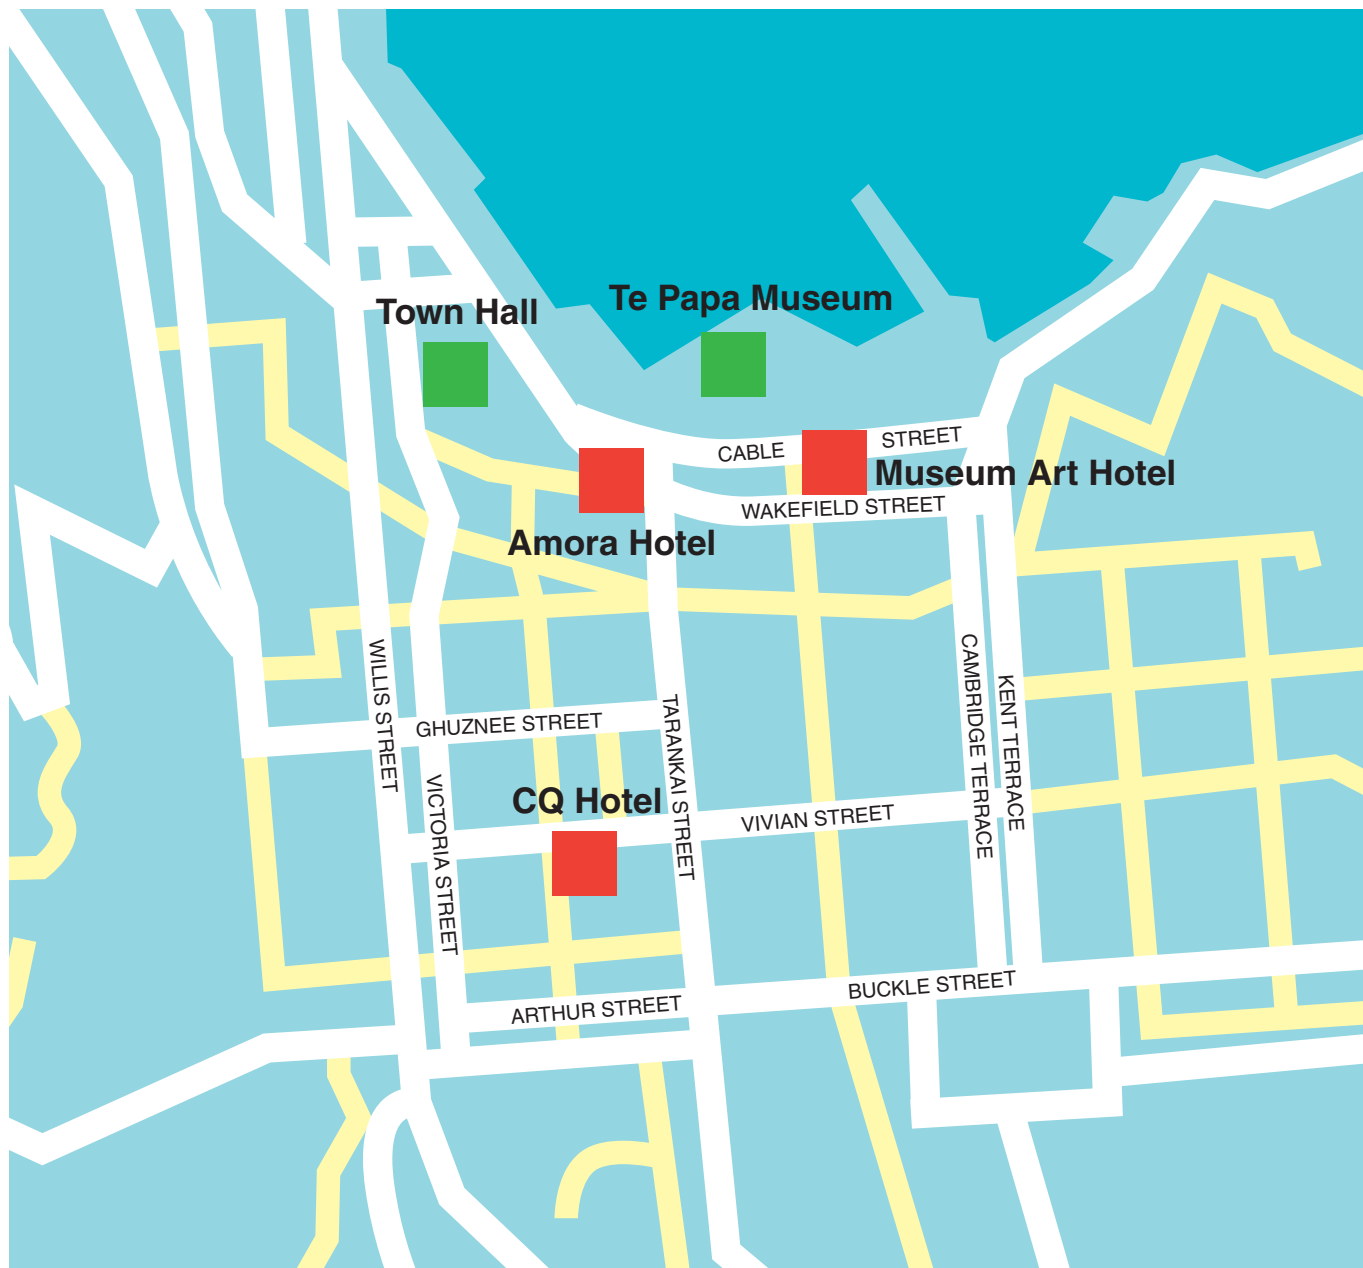 Te Papa Museum
Town Hall
CABLE STREET
Museum Art Hotel
WAKEFIELD STREET
Amora Hotel
WILLIS STREET
GHUZNEE STREET
VICTORIA STREET
TARANKAI STREET
CAMBRIDGE TERRACE
KENT TERRACE
CQ Hotel
VIVIAN STREET
ARTHUR STREET
BUCKLE STREET